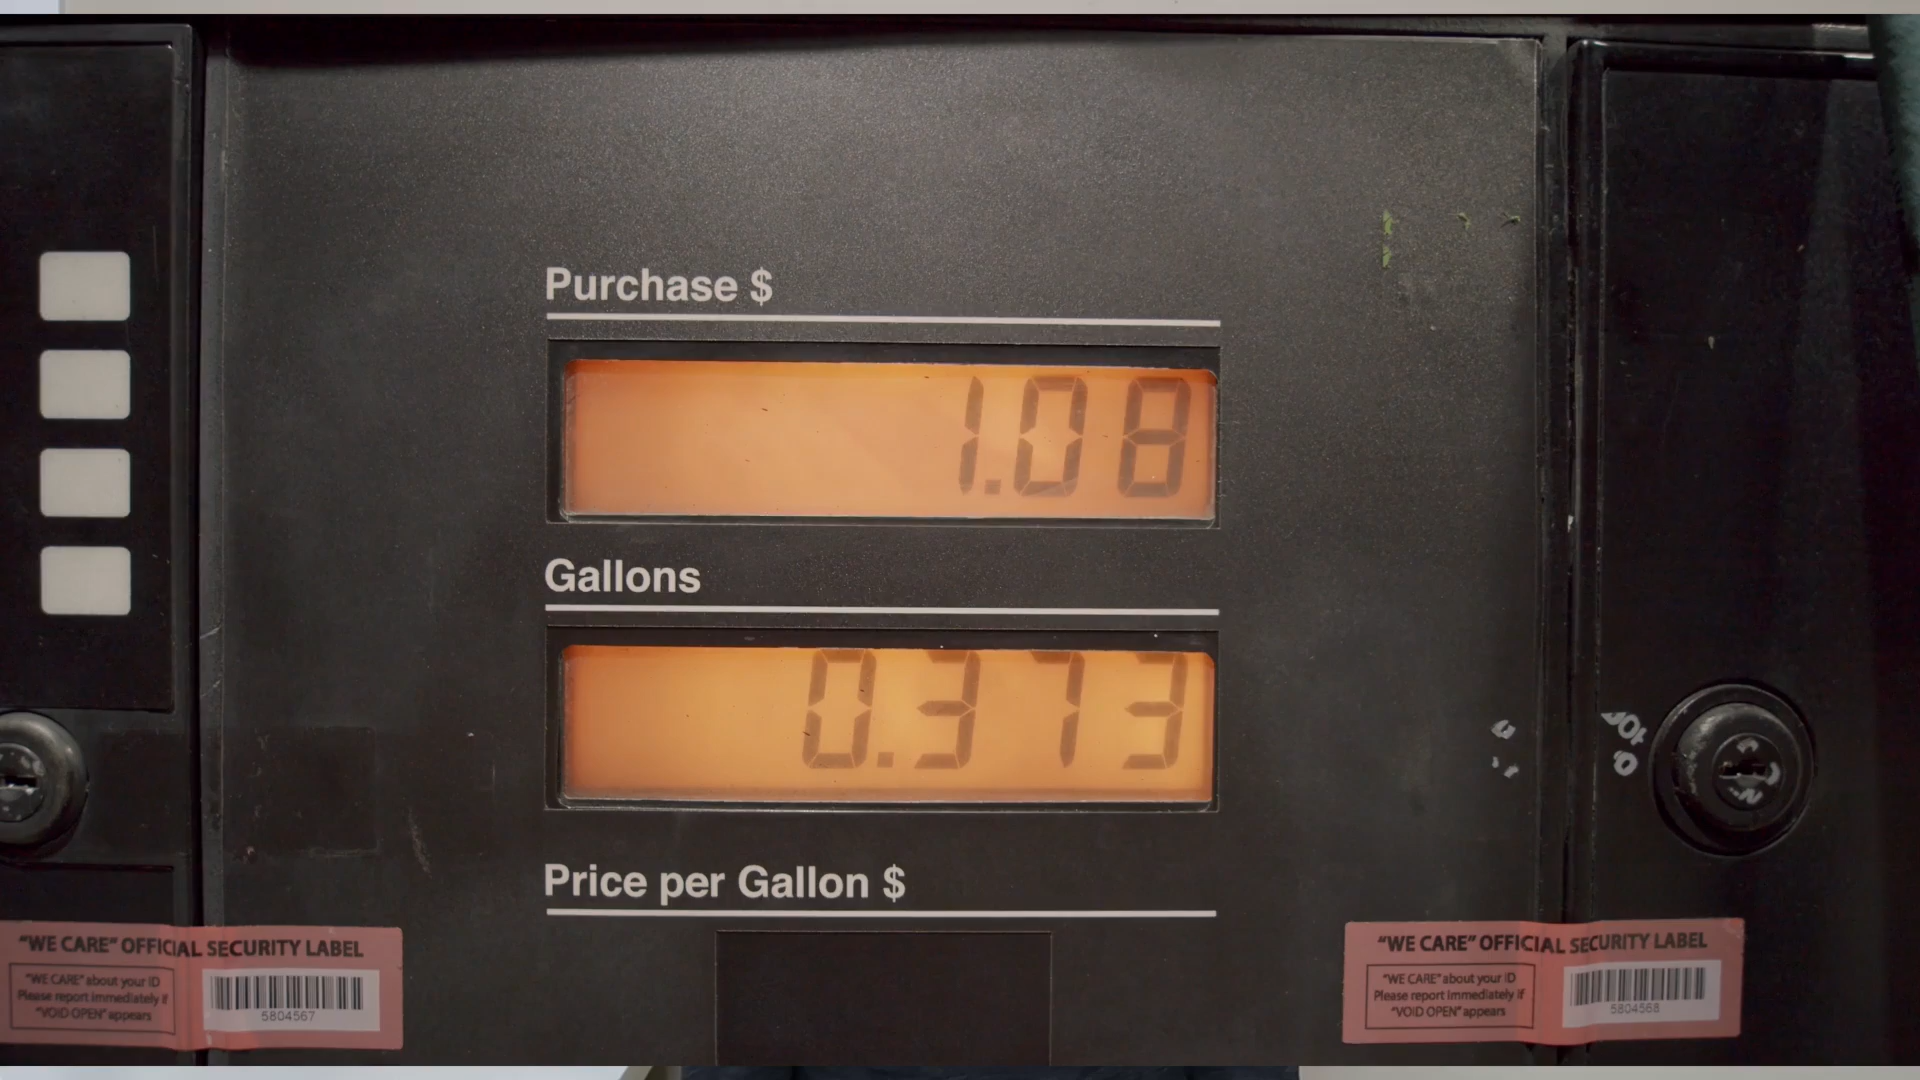 Purchase $
1.08
Gallons
0.373
Price per Gallon $
"WE CARE" OFFICIAL SECURITY LABEL
"WE CARE" about your ID
Please report immediately if
"VOID OPEN" appears
5804567
"WE CARE" OFFICIAL SECURITY LABEL
"WE CARE" about your ID
Please report immediately if
"VOID OPEN" appears
5804568